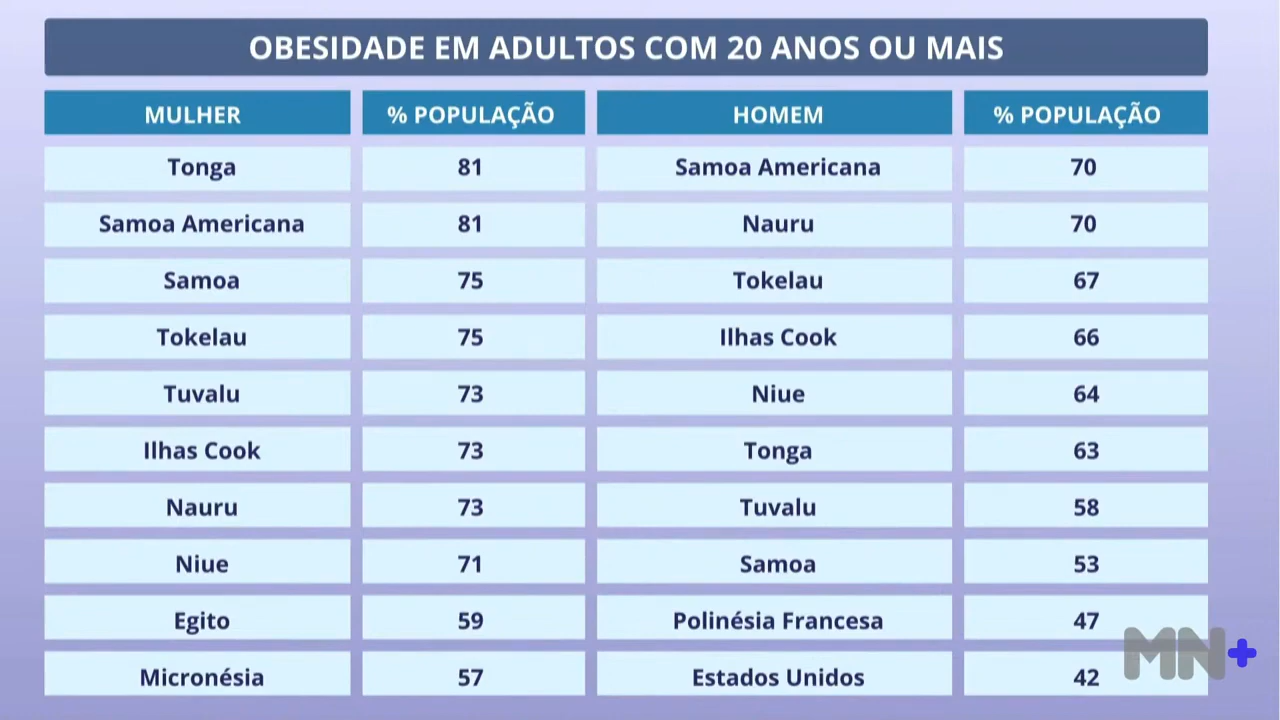 OBESIDADE EM ADULTOS COM 20 ANOS OU MAIS
MULHER % POPULAÇÃO HOMEM % POPULAÇÃO
Tonga 81 Samoa Americana 70
Samoa Americana 81 Nauru 70
Samoa 75 Tokelau 67
Tokelau 75 Ilhas Cook 66
Tuvalu 73 Niue 64
Ilhas Cook 73 Tonga 63
Nauru 73 Tuvalu 58
Niue 71 Samoa 53
Egito 59 Polinésia Francesa 47
Micronésia 57 Estados Unidos 42
MN+